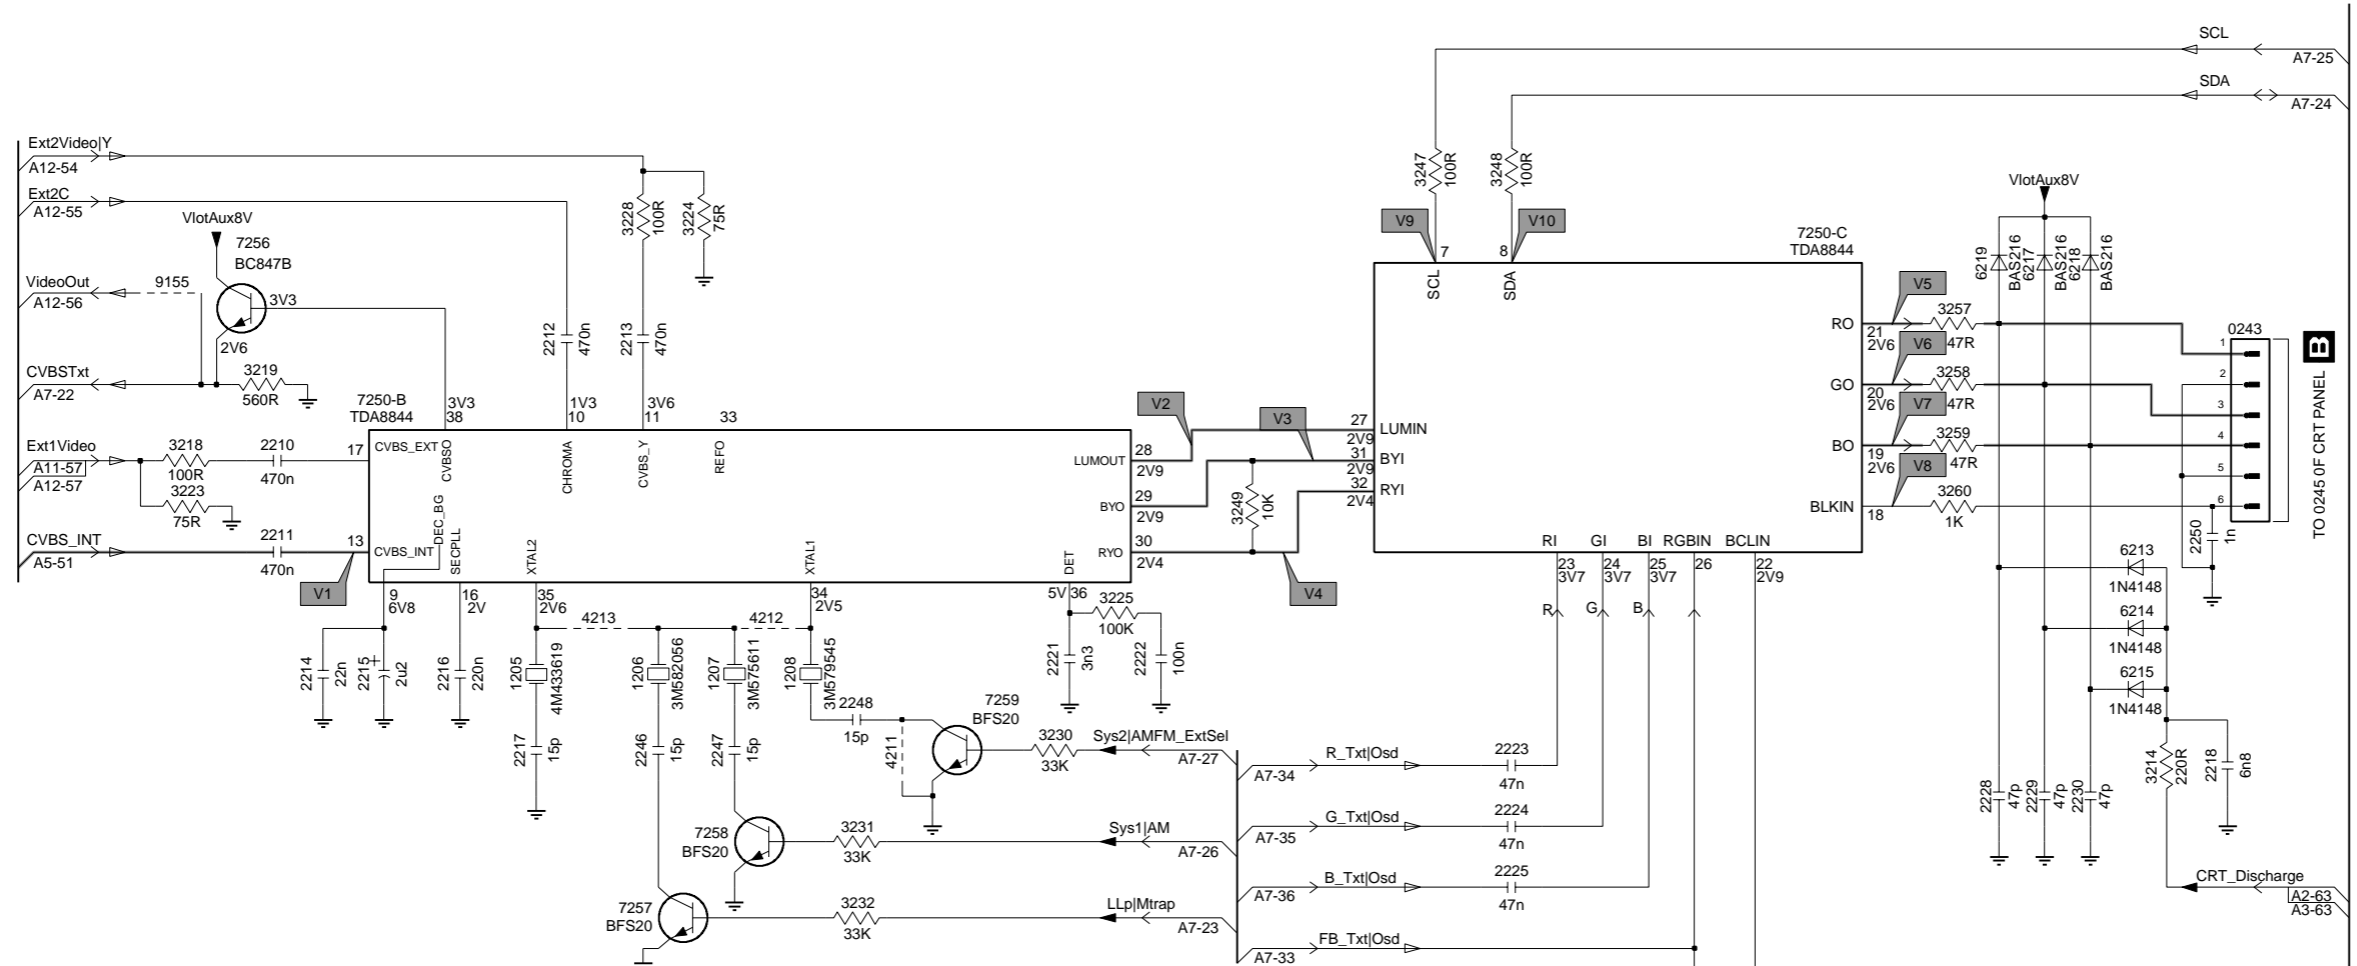 SCL
A7-25
SDA
A7-24
Ext2Video|Y
A12-54
Ext2C
A12-55
VlotAux8V
7256
BC847B
VideoOut
A12-56
9155
3V3
2V6
CVBSTxt
A7-22
3219
560R
3228
100R
3224
75R
2212
470n
2213
470n
3247
100R
3248
100R
V9
V10
7
8
7250-C
TDA8844
SCL
SDA
VlotAux8V
6219
BAS216
6217
BAS216
6218
BAS216
7250-B
TDA8844
3V3
38
1V3
10
3V6
11
33
Ext1Video
A11-57
A12-57
3218
100R
2210
470n
17
3223
75R
CVBS_INT
A5-51
2211
470n
13
V1
CVBS_EXT
CVBSO
CHROMA
CVBS_Y
REFO
CVBS_INT
DEC_BG
SECPLL
XTAL2
XTAL1
DET
LUMOUT
BYO
RYO
28
2V9
29
2V9
30
2V4
V2
V3
V4
3249
10K
27
2V9
31
2V9
32
2V4
LUMIN
BYI
RYI
RO
GO
BO
BLKIN
21
2V6
20
2V6
19
2V6
18
V5
V6
V7
V8
3257
47R
3258
47R
3259
47R
3260
1K
0243
1
2
3
4
5
6
B
TO 0245 0F CRT PANEL
2250
1n
RI
GI
BI
RGBIN
BCLIN
23
3V7
24
3V7
25
3V7
26
22
2V9
R
G
B
9
6V8
16
2V
35
2V6
34
2V5
5V
36
3225
100K
4213
4212
2214
22n
2215
+
2u2
2216
220n
1205
4M433619
1206
3M582056
1207
3M575611
1208
3M579545
2221
3n3
2222
100n
2217
15p
2246
15p
2247
15p
2248
15p
4211
7259
BFS20
3230
33K
Sys2|AMFM_ExtSel
A7-27
7258
BFS20
3231
33K
Sys1|AM
A7-26
7257
BFS20
3232
33K
LLp|Mtrap
A7-23
R_Txt|Osd
A7-34
2223
47n
G_Txt|Osd
A7-35
2224
47n
B_Txt|Osd
A7-36
2225
47n
FB_Txt|Osd
A7-33
6213
1N4148
6214
1N4148
6215
1N4148
3214
220R
2218
6n8
2228
47p
2229
47p
2230
47p
CRT_Discharge
A2-63
A3-63